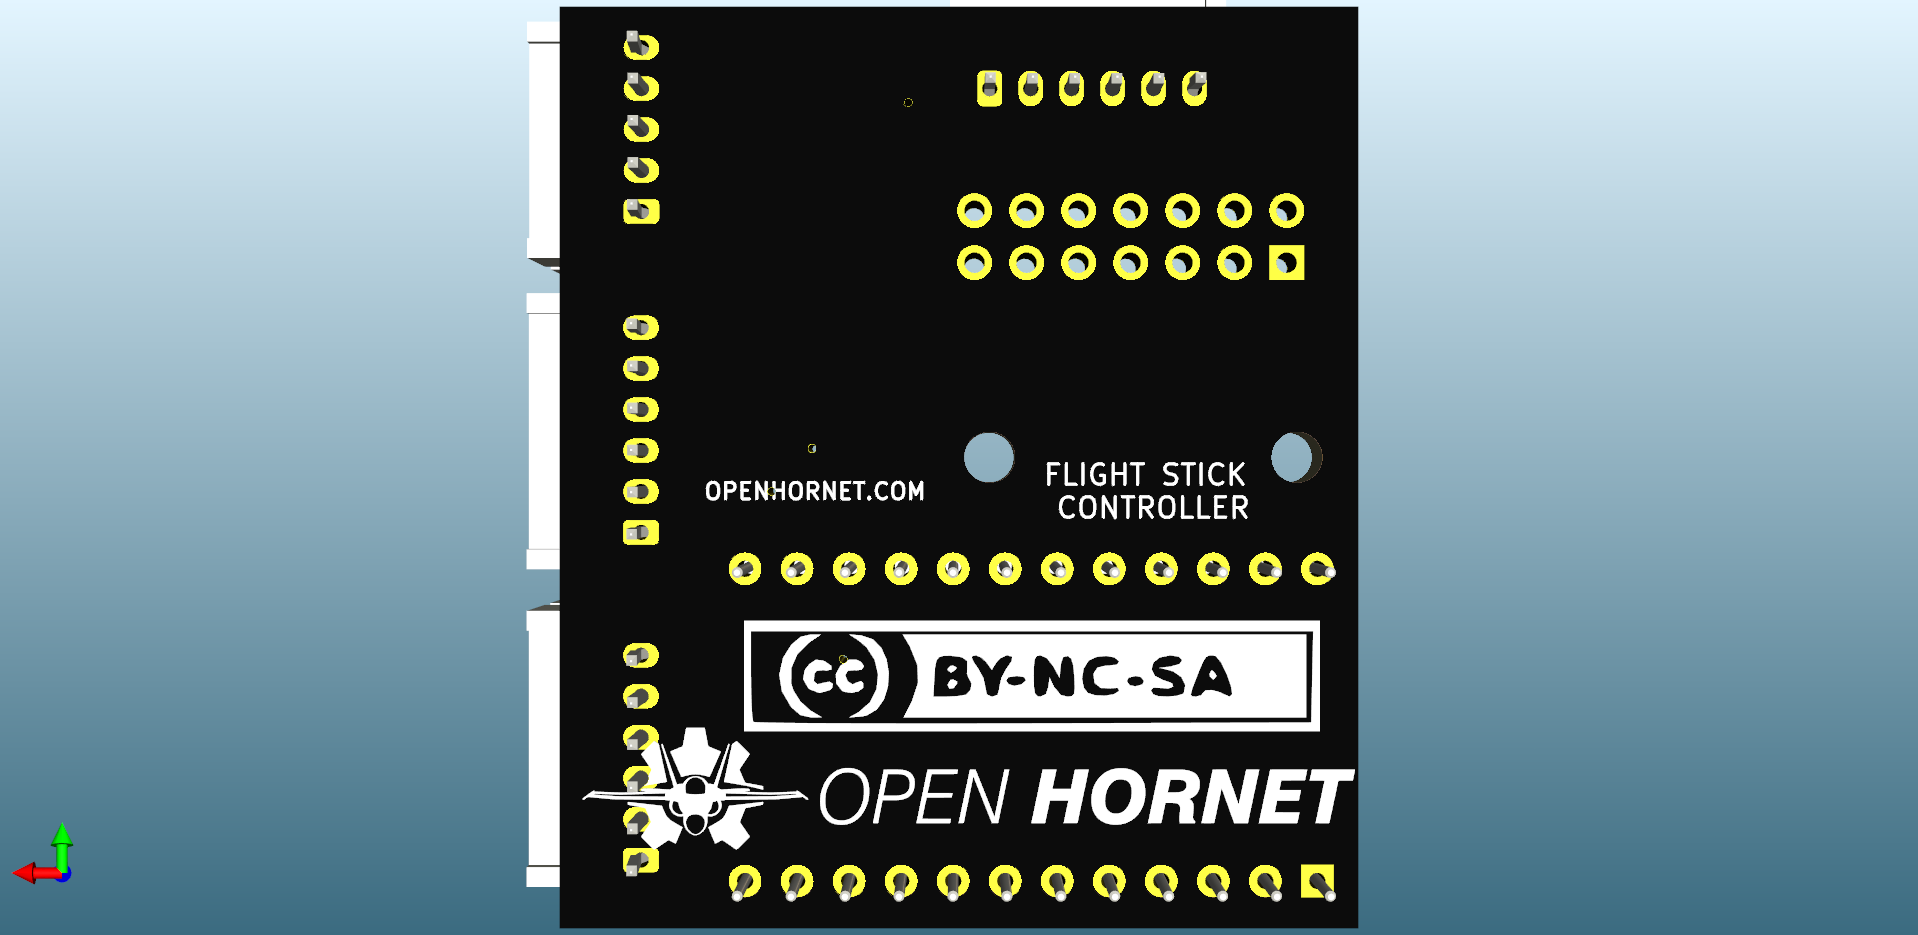 OPENHORNET.COM
FLIGHT STICK
CONTROLLER
CC BY-NC-SA
OPEN HORNET